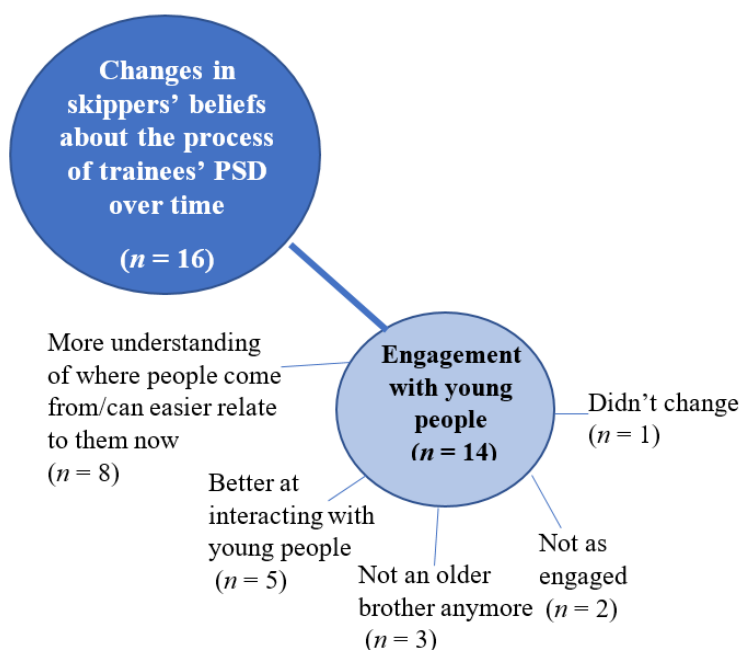 Changes in
skippers’ beliefs
about the process
of trainees’ PSD
over time
(n = 16)
Engagement
with young
people
(n = 14)
More understanding
of where people come
from/can easier relate
to them now
(n = 8)
Better at
interacting with
young people
(n = 5)
Not an older
brother anymore
(n = 3)
Not as
engaged
(n = 2)
Didn’t change
(n = 1)